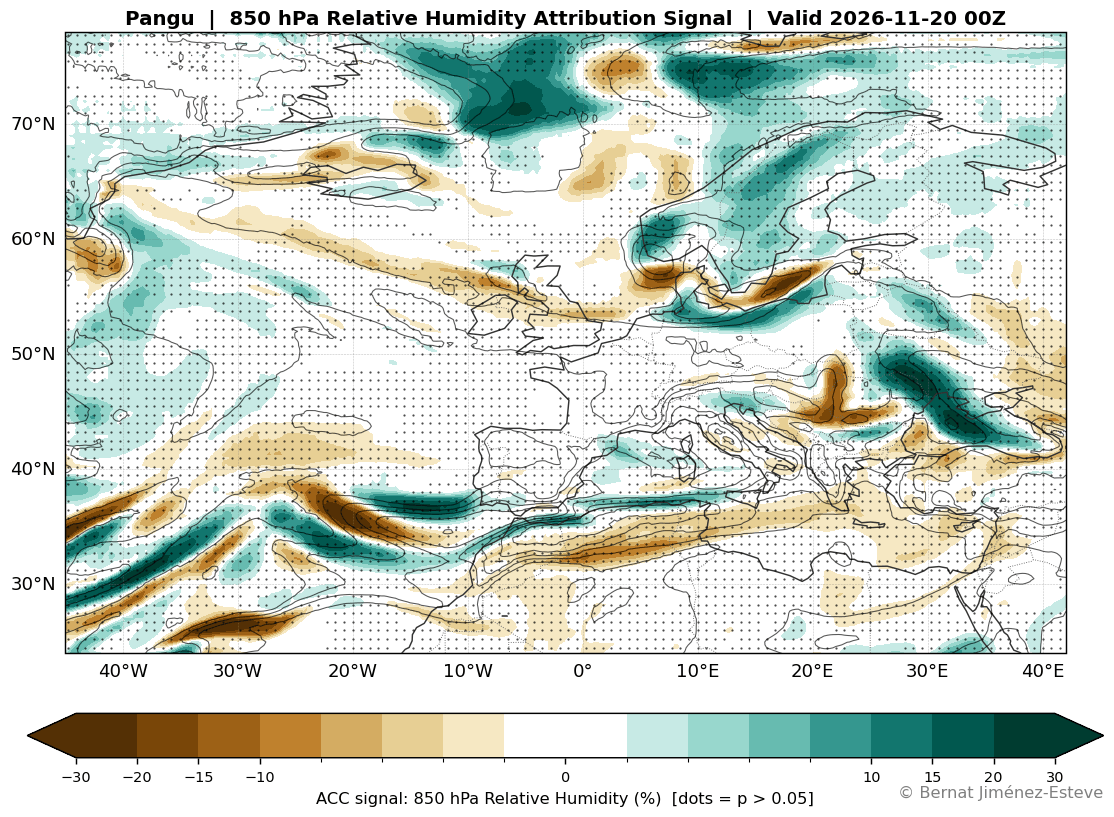 Pangu | 850 hPa Relative Humidity Attribution Signal | Valid 2026-11-20 00Z
70°N
60°N
50°N
40°N
30°N
40°W 30°W 20°W 10°W 0° 10°E 20°E 30°E 40°E
−30 −20 −15 −10 0 10 15 20 30
ACC signal: 850 hPa Relative Humidity (%) [dots = p > 0.05]
© Bernat Jiménez-Esteve